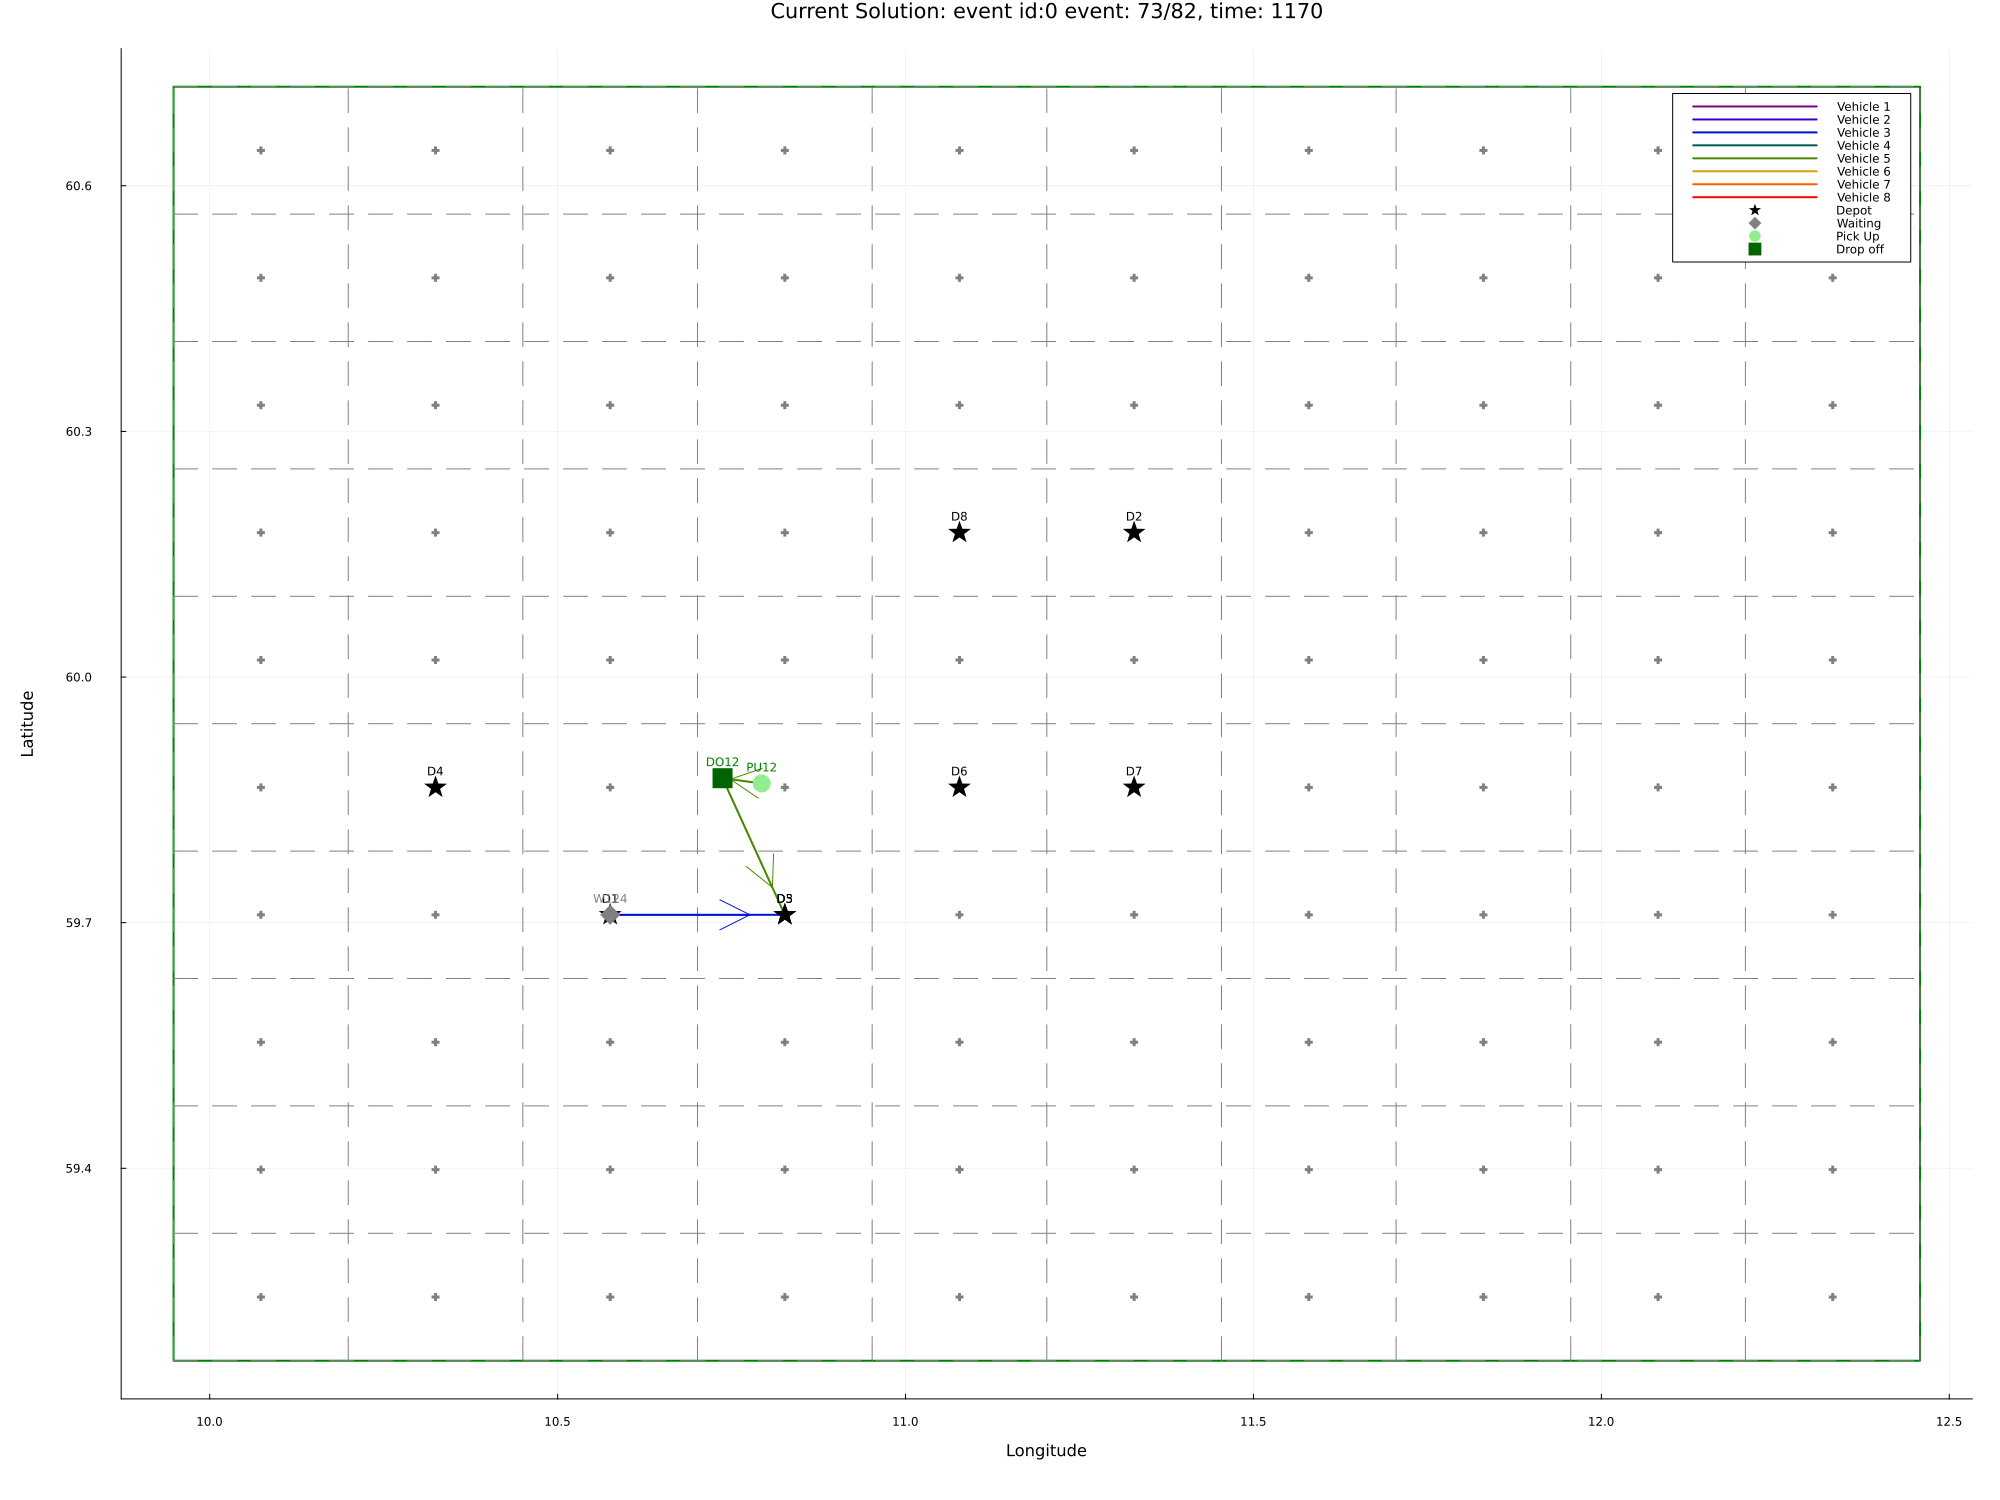 Current Solution: event id:0 event: 73/82, time: 1170
Vehicle 1
Vehicle 2
Vehicle 3
Vehicle 4
Vehicle 5
Vehicle 6
Vehicle 7
Vehicle 8
Depot
Waiting
Pick Up
Drop off
60.6
60.3
60.0
59.7
59.4
Latitude
D8
D2
D4
DO12
PU12
D6
D7
D1
10.0
10.5
11.0
11.5
12.0
12.5
Longitude